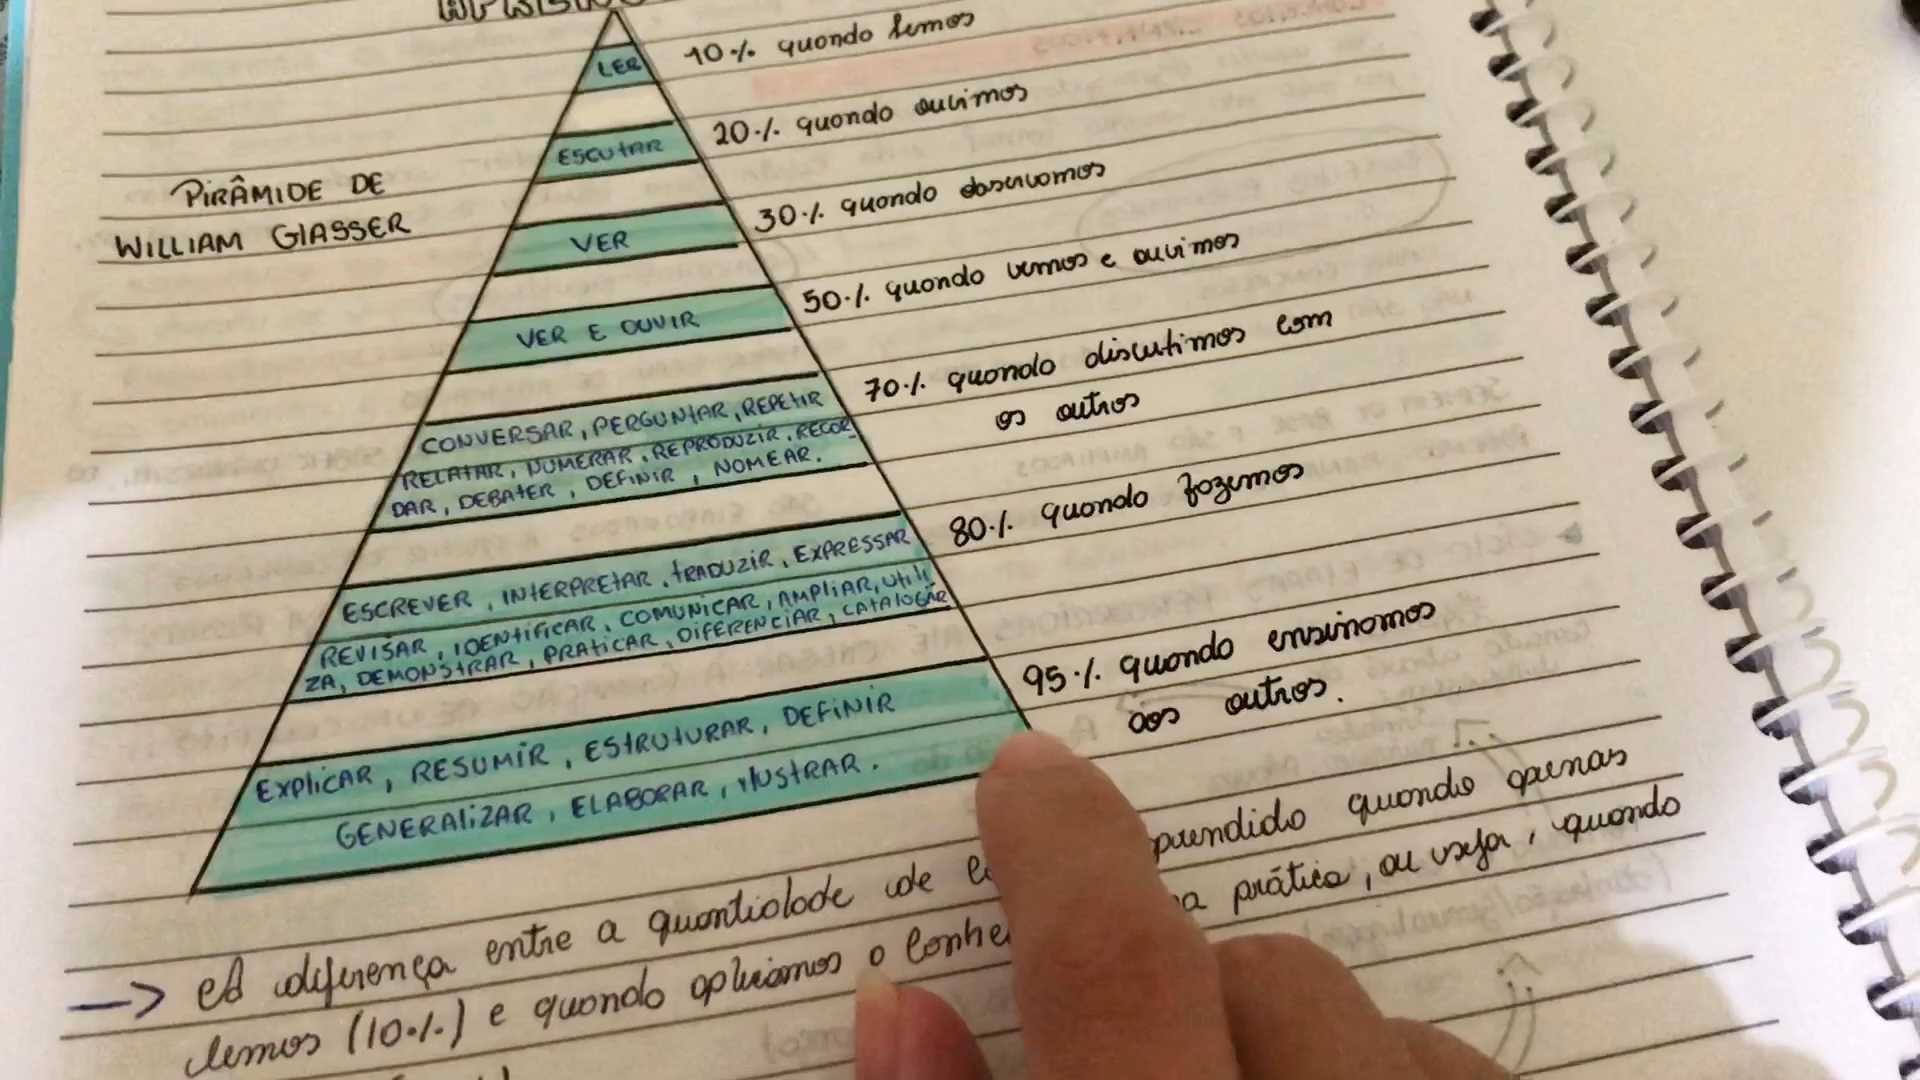 LER
10% quando lemos
ESCUTAR
20% quando ouvimos
PIRÂMIDE DE
WILLIAM GLASSER
VER
30% quando observamos
VER E OUVIR
50% quando vemos e ouvimos
CONVERSAR, PERGUNTAR, REPETIR
RELATAR, NUMERAR, REPRODUZIR, RECOR-
DAR, DEBATER, DEFINIR, NOMEAR.
70% quando discutimos com
os outros
ESCREVER, INTERPRETAR, TRADUZIR, EXPRESSAR
REVISAR, IDENTIFICAR, COMUNICAR, AMPLIAR, UTILI
ZA, DEMONSTRAR, PRATICAR, DIFERENCIAR, CATALOGAR
80% quando fazemos
EXPLICAR, RESUMIR, ESTRUTURAR, DEFINIR
GENERALIZAR, ELABORAR, ILUSTRAR.
95% quando ensinamos
aos outros.
→ A diferença entre a quantidade de prendido quando apenas
lemos (10%) e quando aplicamos o conhe a prática, ou seja, quando